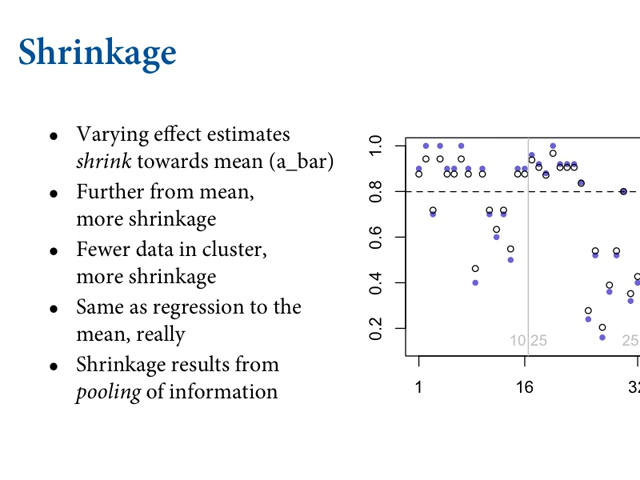 Shrinkage
• Varying effect estimates
shrink towards mean (a_bar)
• Further from mean,
more shrinkage
• Fewer data in cluster,
more shrinkage
• Same as regression to the
mean, really
• Shrinkage results from
pooling of information
1.0
0.8
0.6
0.4
0.2
10 25 25
1 16 32